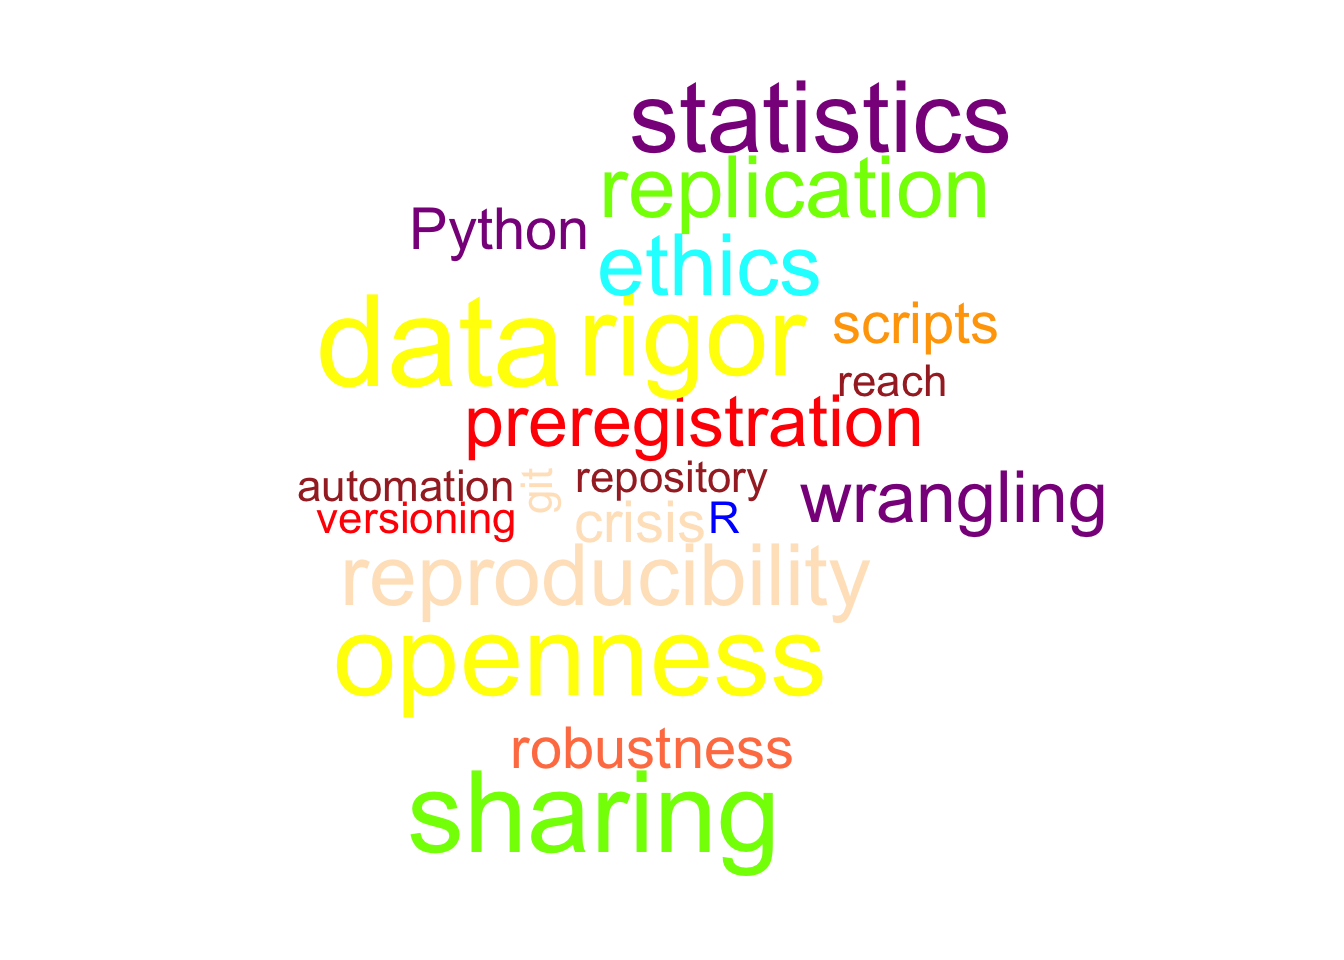 statistics
replication
Python
ethics
data rigor scripts
reach
preregistration
automation git repository wrangling
versioning crisis R
reproducibility
openness
robustness
sharing